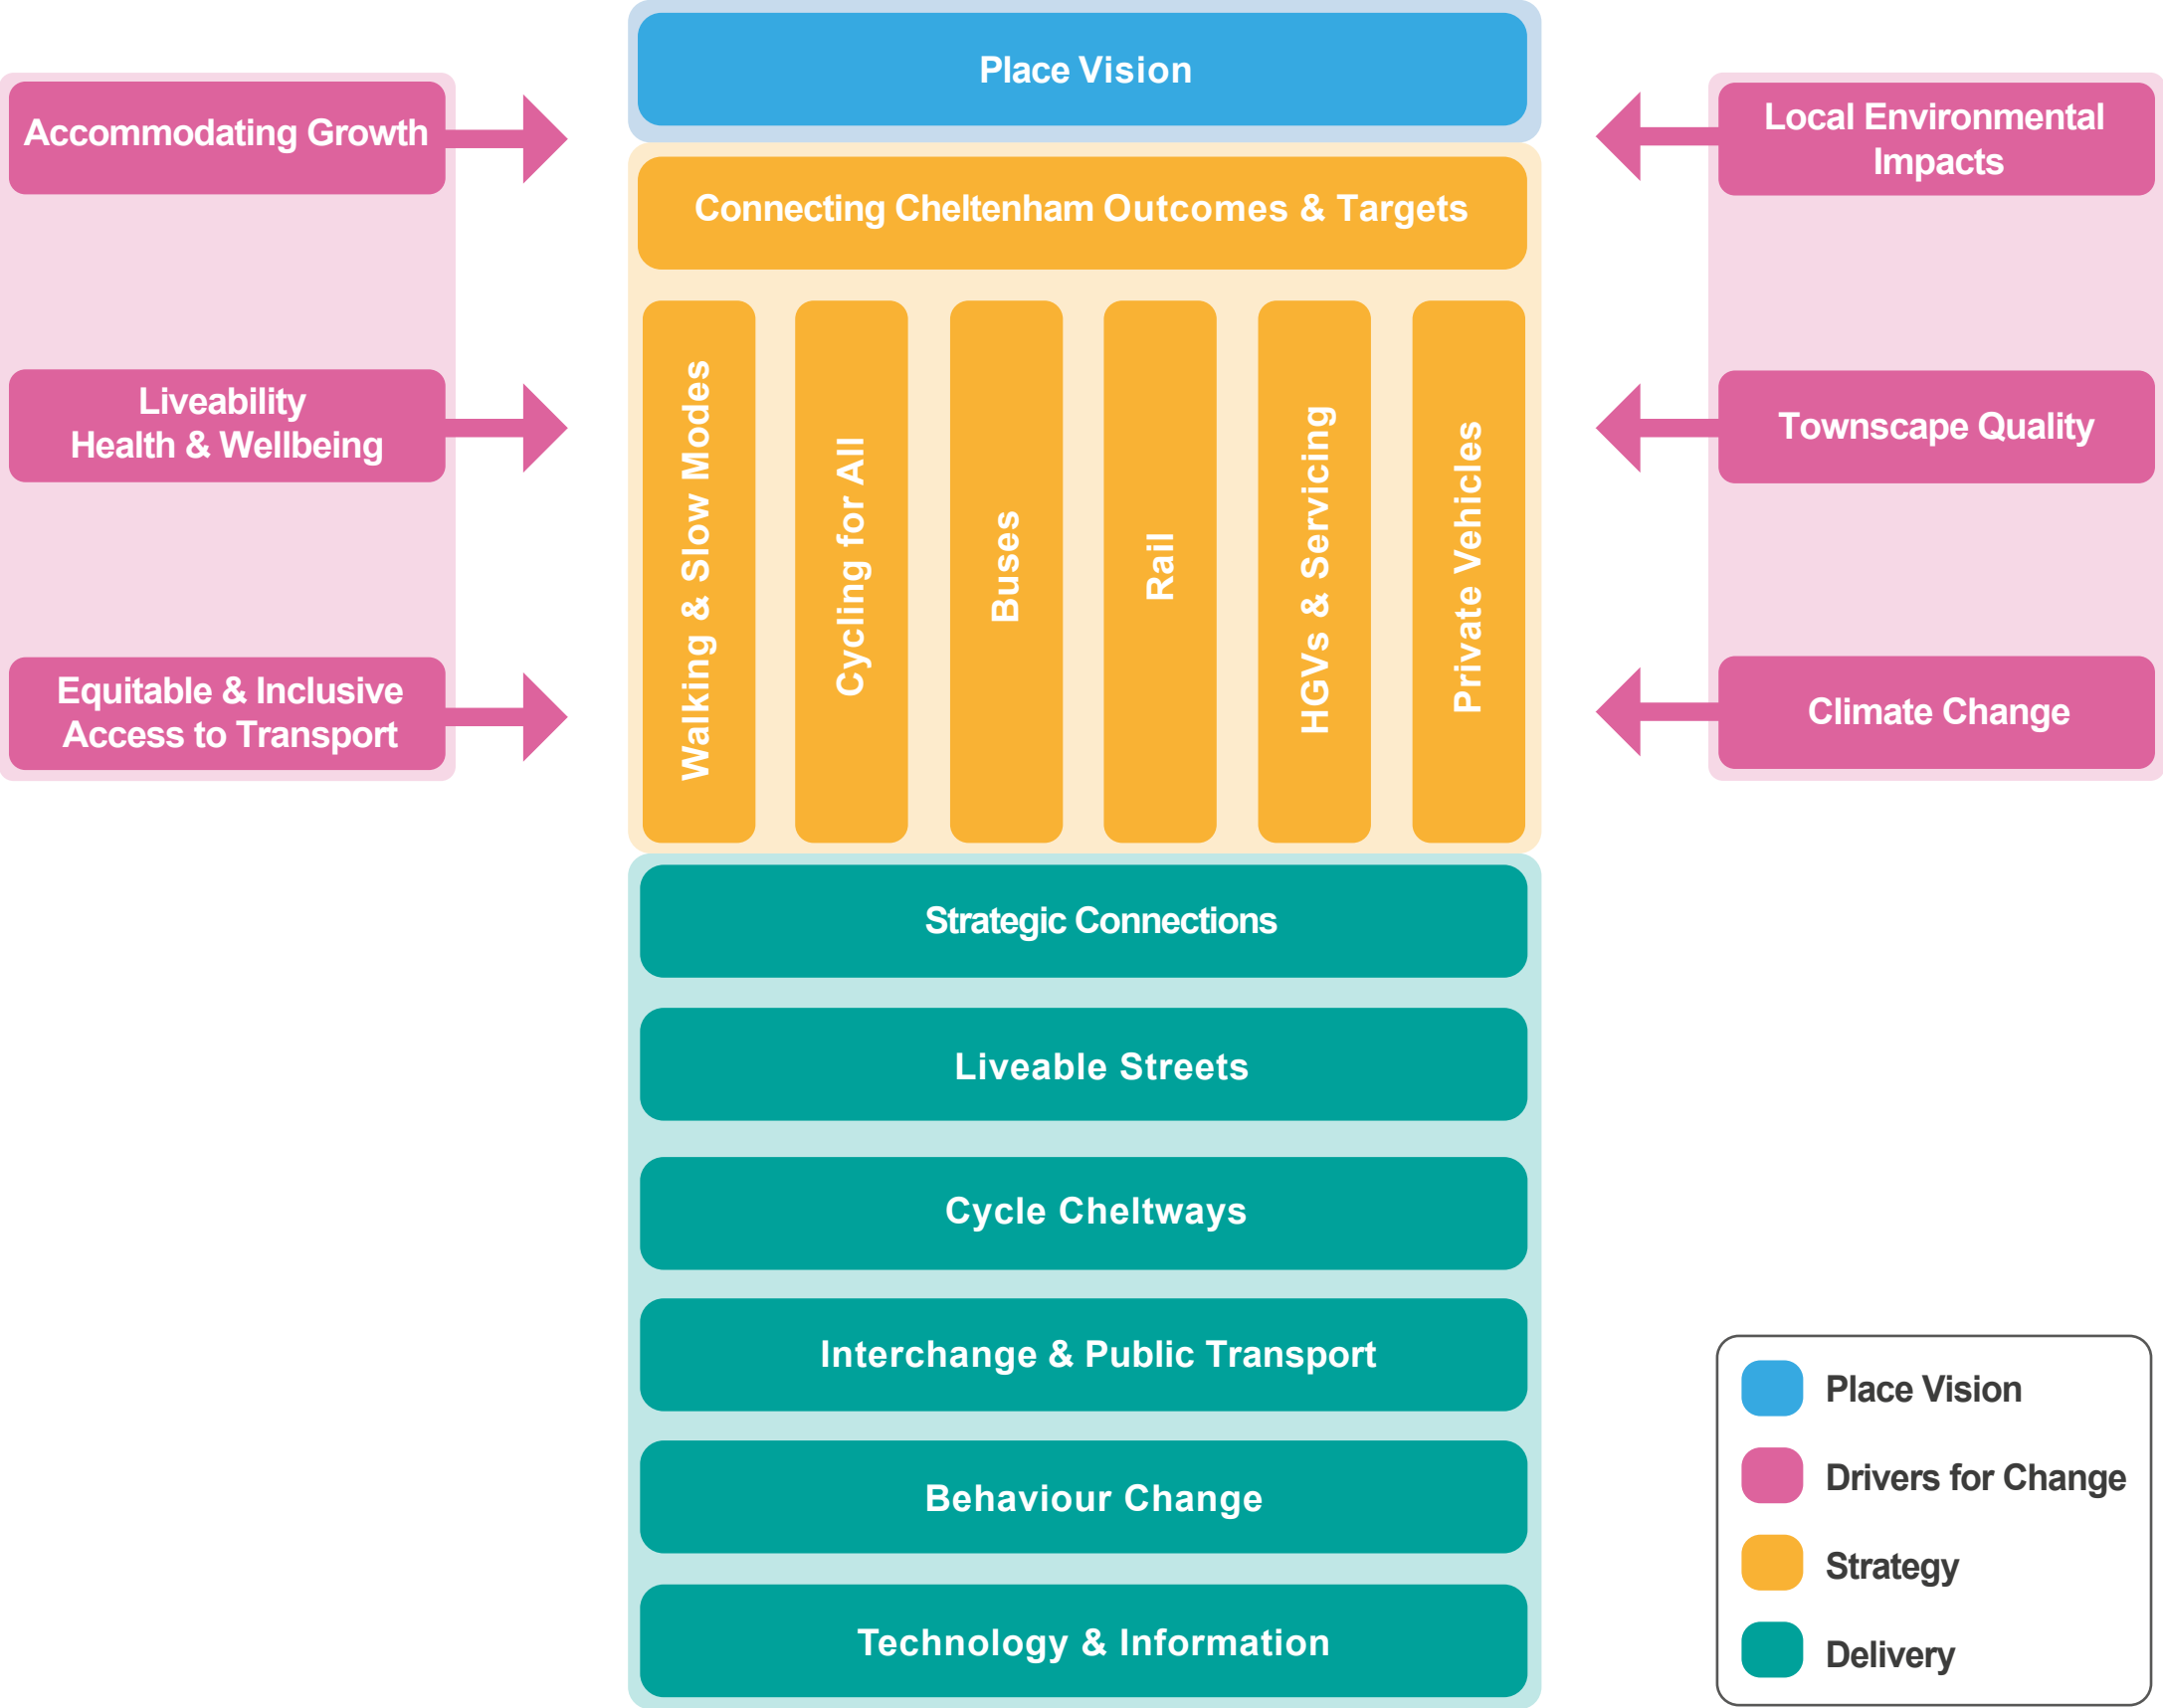 Place Vision
Accommodating Growth
Local Environmental
Impacts
Connecting Cheltenham Outcomes & Targets
Liveability
Health & Wellbeing
Townscape Quality
Equitable & Inclusive
Access to Transport
Climate Change
Walking & Slow Modes
Cycling for All
Buses
Rail
HGVs & Servicing
Private Vehicles
Strategic Connections
Liveable Streets
Cycle Cheltways
Interchange & Public Transport
Behaviour Change
Technology & Information
Place Vision
Drivers for Change
Strategy
Delivery